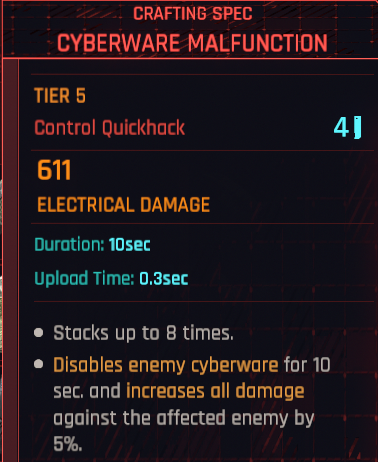 CRAFTING SPEC
CYBERWARE MALFUNCTION
TIER 5
Control Quickhack 4
611
ELECTRICAL DAMAGE
Duration: 10sec
Upload Time: 0.3sec
Stacks up to 8 times.
Disables enemy cyberware for 10
sec. and increases all damage
against the affected enemy by
5%.